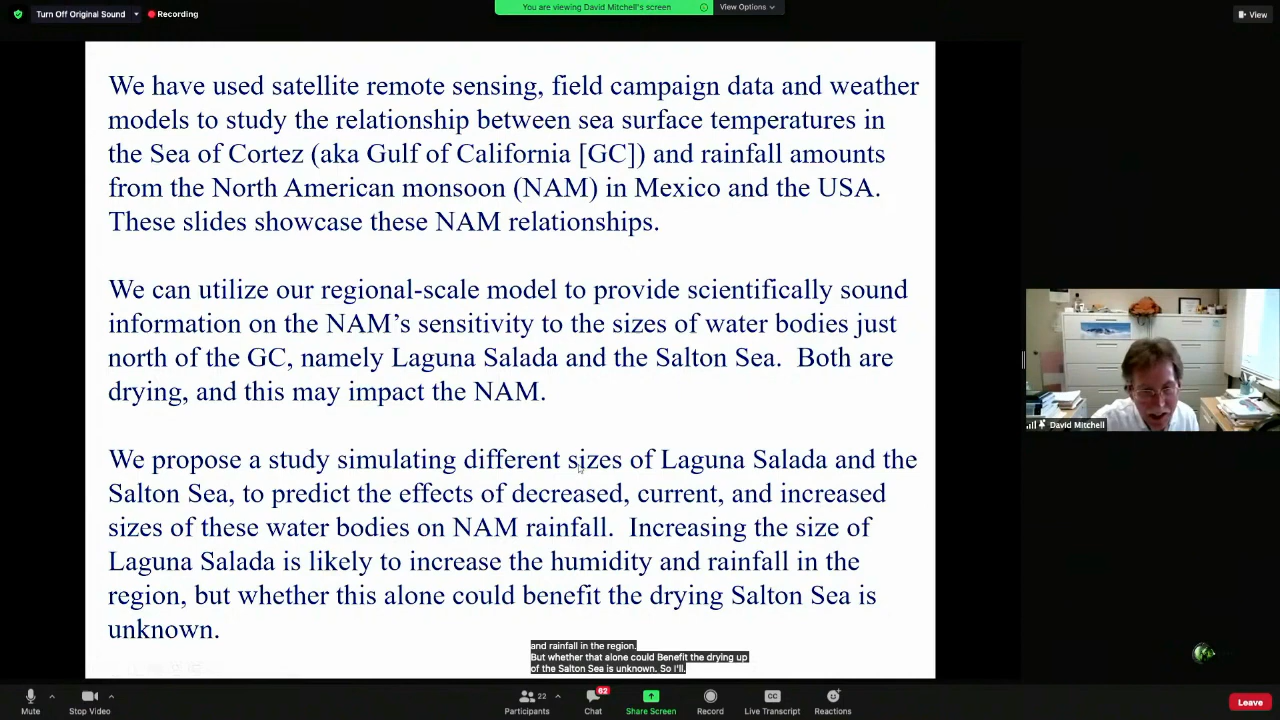 Turn Off Original Sound
Recording
You are viewing David Mitchell's screen
View Options
View
We have used satellite remote sensing, field campaign data and weather
models to study the relationship between sea surface temperatures in
the Sea of Cortez (aka Gulf of California [GC]) and rainfall amounts
from the North American monsoon (NAM) in Mexico and the USA.
These slides showcase these NAM relationships.
We can utilize our regional-scale model to provide scientifically sound
information on the NAM's sensitivity to the sizes of water bodies just
north of the GC, namely Laguna Salada and the Salton Sea. Both are
drying, and this may impact the NAM.
We propose a study simulating different sizes of Laguna Salada and the
Salton Sea, to predict the effects of decreased, current, and increased
sizes of these water bodies on NAM rainfall. Increasing the size of
Laguna Salada is likely to increase the humidity and rainfall in the
region, but whether this alone could benefit the drying Salton Sea is
unknown.
David Mitchell
and rainfall in the region.
But whether that alone could Benefit the drying up
of the Salton Sea is unknown. So I'll.
Mute
Stop Video
22
Participants
62
Chat
Share Screen
Record
CC
Live Transcript
Reactions
Leave